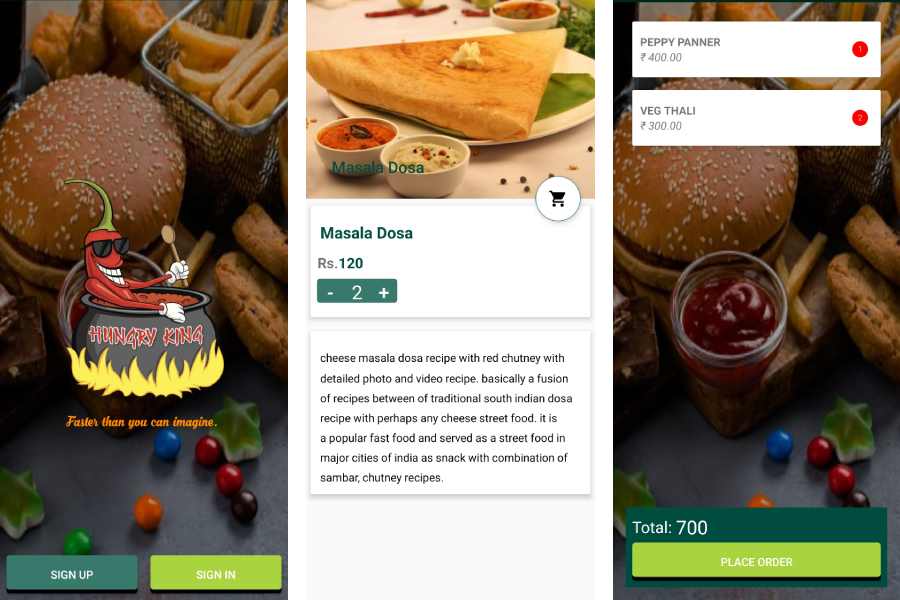 HUNGRY KING
Faster than you can imagine.
SIGN UP
SIGN IN
Masala Dosa
Masala Dosa
Rs.120
- 2 +
cheese masala dosa recipe with red chutney with
detailed photo and video recipe. basically a fusion
of recipes between of traditional south indian dosa
recipe with perhaps any cheese street food. it is
a popular fast food and served as a street food in
major cities of india as snack with combination of
sambar, chutney recipes.
PEPPY PANNER
₹ 400.00
1
VEG THALI
₹ 300.00
2
Total: 700
PLACE ORDER